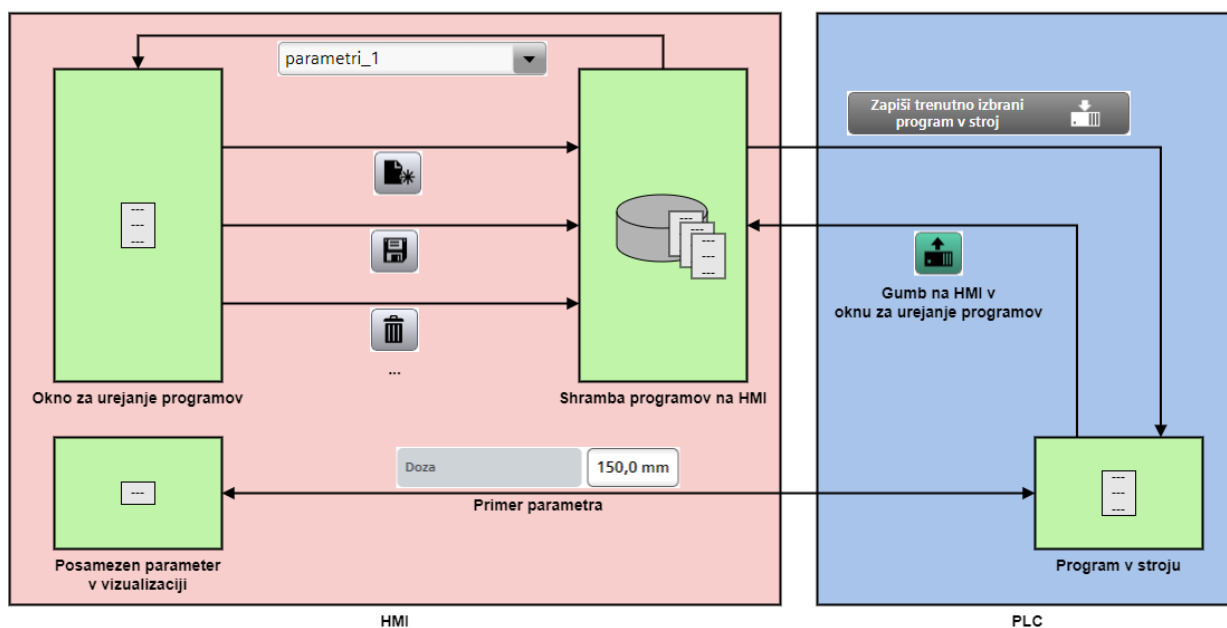 parametri_1
Zapiši trenutno izbrani
program v stroj
---
---
---
---
---
---
---
---
Gumb na HMI v
oknu za urejanje programov
...
Okno za urejanje programov
Shramba programov na HMI
Doza
150,0 mm
Primer parametra
---
---
---
---
Posamezen parameter
v vizualizaciji
Program v stroju
HMI
PLC